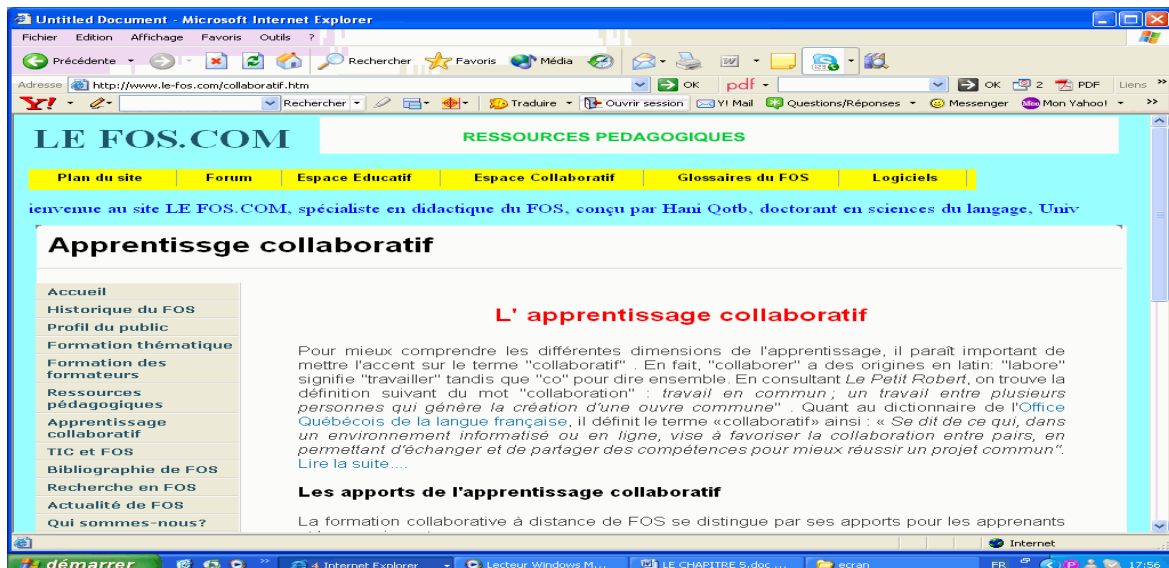 Untitled Document - Microsoft Internet Explorer
Fichier Edition Affichage Favoris Outils ?
Précédente Rechercher Favoris Média
Adresse http://www.le-fos.com/collaboratif.htm OK pdf OK 2 PDF Liens »
Y! Rechercher Traduire Ouvrir session Y! Mail Questions/Réponses Messenger Mon Yahoo! »
LE FOS.COM
RESSOURCES PEDAGOGIQUES
Plan du site Forum Espace Educatif Espace Collaboratif Glossaires du FOS Logiciels
ienvenue au site LE FOS.COM, spécialiste en didactique du FOS, conçu par Hani Qotb, doctorant en sciences du langage, Univ
Apprentissge collaboratif
Accueil
Historique du FOS
Profil du public
Formation thématique
Formation des
formateurs
Ressources
pédagogiques
Apprentissage
collaboratif
TIC et FOS
Bibliographie de FOS
Recherche en FOS
Actualité de FOS
Qui sommes-nous?
L' apprentissage collaboratif
Pour mieux comprendre les différentes dimensions de l'apprentissage, il paraît important de
mettre l'accent sur le terme "collaboratif" . En fait, "collaborer" a des origines en latin: "labore"
signifie "travailler" tandis que "co" pour dire ensemble. En consultant Le Petit Robert, on trouve la
définition suivant du mot "collaboration" : travail en commun ; un travail entre plusieurs
personnes qui génère la création d'une ouvre commune" . Quant au dictionnaire de l'Office
Québécois de la langue française, il définit le terme «collaboratif» ainsi : « Se dit de ce qui, dans
un environnement informatisé ou en ligne, vise à favoriser la collaboration entre pairs, en
permettant d'échanger et de partager des compétences pour mieux réussir un projet commun".
Lire la suite....
Les apports de l'apprentissage collaboratif
La formation collaborative à distance de FOS se distingue par ses apports pour les apprenants
Internet
démarrer » 4 Internet Explorer Lecteur Windows M... LE CHAPITRE 5.doc ... ecran FR 17:56